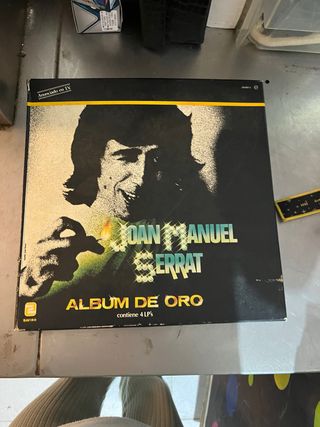 Anunciado en TV
JOAN MANUEL
SERRAT
ALBUM DE ORO
contiene 4 LP's